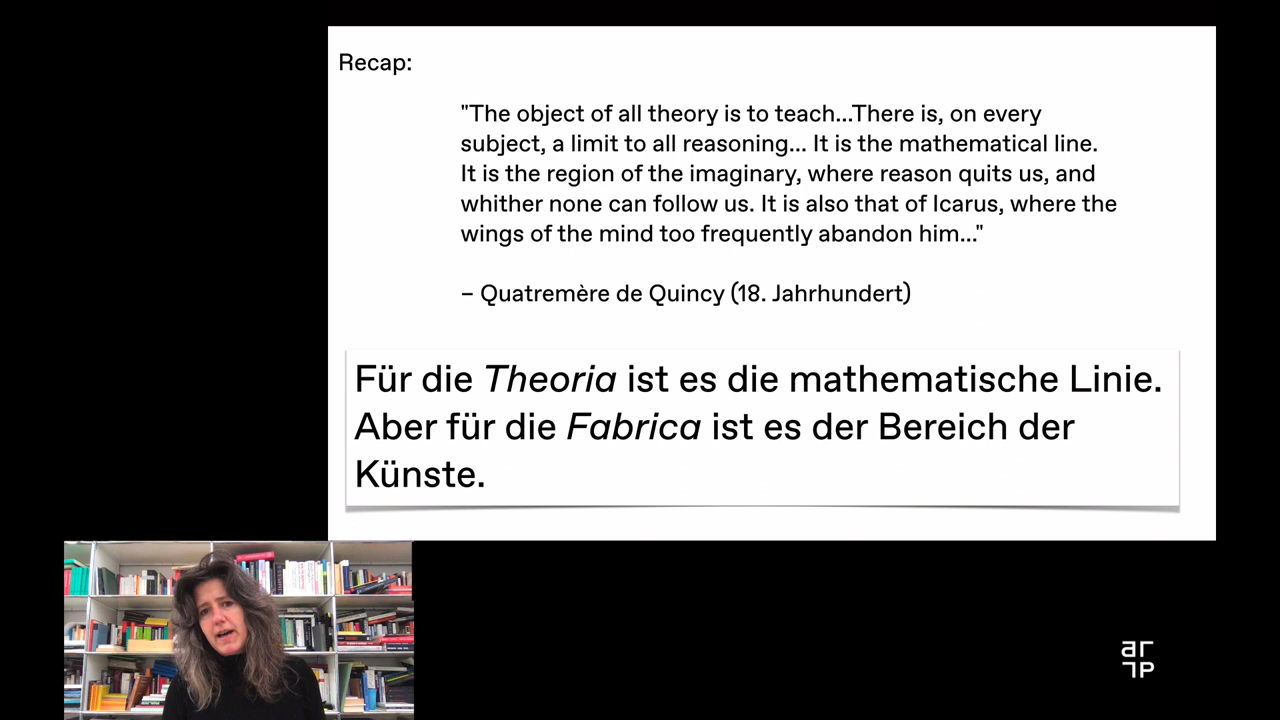 Recap:
"The object of all theory is to teach...There is, on every
subject, a limit to all reasoning... It is the mathematical line.
It is the region of the imaginary, where reason quits us, and
whither none can follow us. It is also that of Icarus, where the
wings of the mind too frequently abandon him..."
– Quatremère de Quincy (18. Jahrhundert)
Für die Theoria ist es die mathematische Linie.
Aber für die Fabrica ist es der Bereich der
Künste.